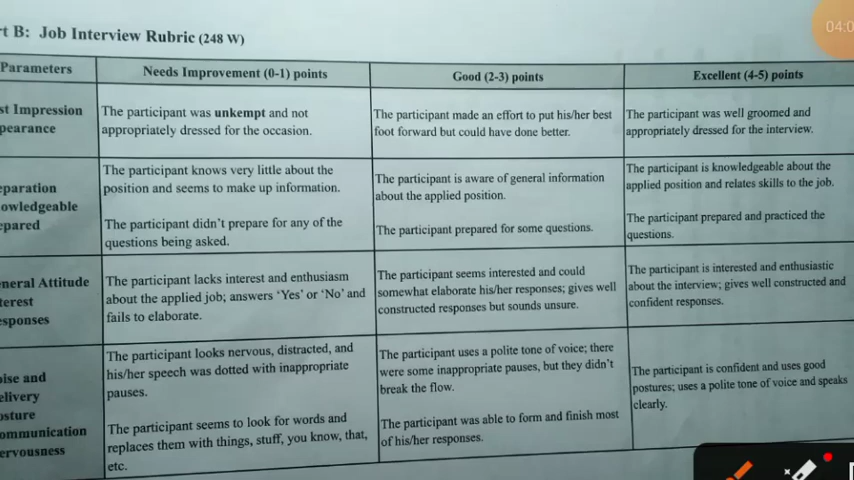 rt B: Job Interview Rubric (248 W)
04:0
Parameters
Needs Improvement (0-1) points
Good (2-3) points
Excellent (4-5) points
st Impression
pearance
The participant was unkempt and not
appropriately dressed for the occasion.
The participant made an effort to put his/her best
foot forward but could have done better.
The participant was well groomed and
appropriately dressed for the interview.
eparation
owledgeable
epared
The participant knows very little about the
position and seems to make up information.
The participant didn't prepare for any of the
questions being asked.
The participant is aware of general information
about the applied position.
The participant prepared for some questions.
The participant is knowledgeable about the
applied position and relates skills to the job.
The participant prepared and practiced the
questions.
neral Attitude
terest
esponses
The participant lacks interest and enthusiasm
about the applied job; answers 'Yes' or 'No' and
fails to elaborate.
The participant seems interested and could
somewhat elaborate his/her responses; gives well
constructed responses but sounds unsure.
The participant is interested and enthusiastic
about the interview; gives well constructed and
confident responses.
oise and
elivery
osture
ommunication
ervousness
The participant looks nervous, distracted, and
his/her speech was dotted with inappropriate
pauses.
The participant seems to look for words and
replaces them with things, stuff, you know, that,
etc.
The participant uses a polite tone of voice; there
were some inappropriate pauses, but they didn't
break the flow.
The participant was able to form and finish most
of his/her responses.
The participant is confident and uses good
postures; uses a polite tone of voice and speaks
clearly.